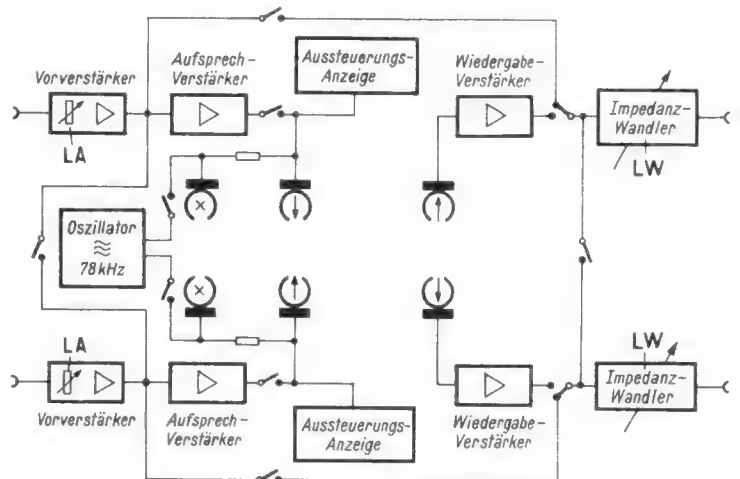 Vorverstärker
LA
Aufsprech-
Verstärker
Aussteuerungs-
Anzeige
Wiedergabe-
Verstärker
Impedanz-
Wandler
LW
Oszillator
78kHz
LA
Vorverstärker
Aufsprech-
Verstärker
Aussteuerungs-
Anzeige
Wiedergabe-
Verstärker
LW
Impedanz-
Wandler